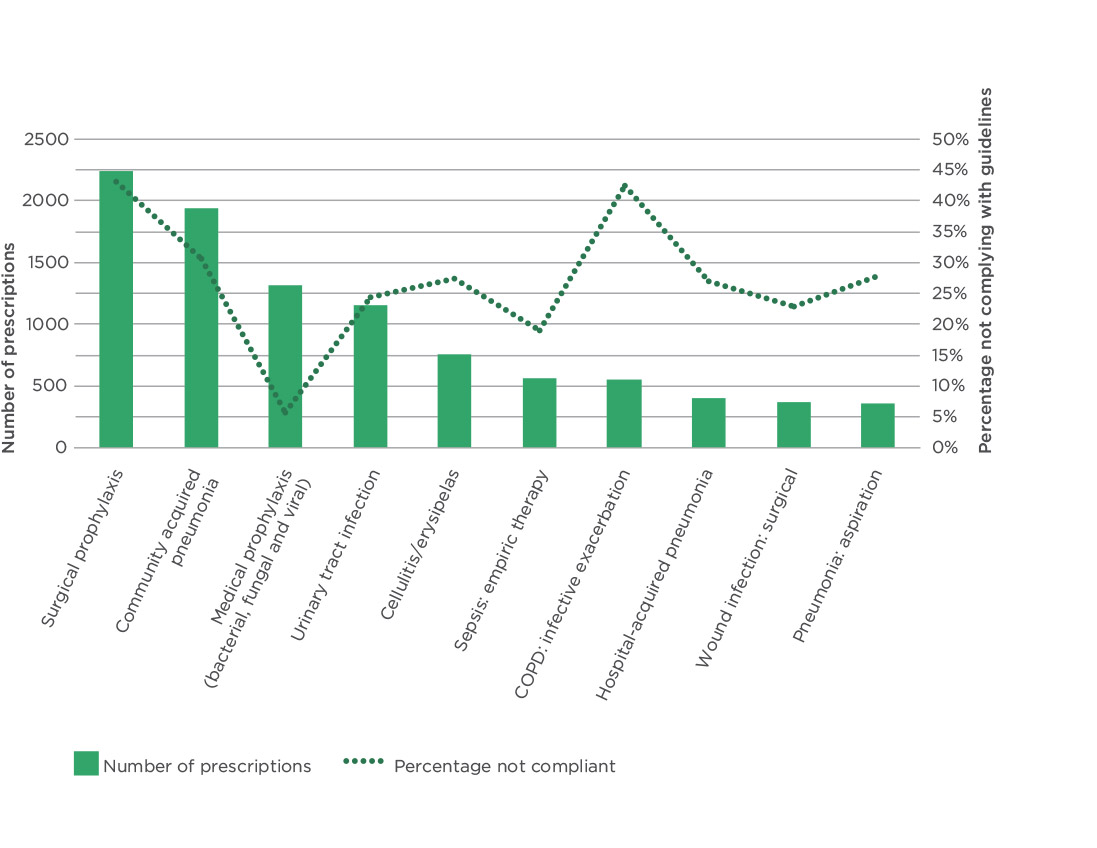 Number of prescriptions
2500
2000
1500
1000
500
0
50%
45%
40%
35%
30%
25%
20%
15%
10%
5%
0%
Percentage not complying with guidelines
Surgical prophylaxis
Community acquired
pneumonia
Medical prophylaxis
(bacterial, fungal and viral)
Urinary tract infection
Cellulitis/erysipelas
Sepsis: empiric therapy
COPD: infective exacerbation
Hospital-acquired pneumonia
Wound infection: surgical
Pneumonia: aspiration
Number of prescriptions
Percentage not compliant